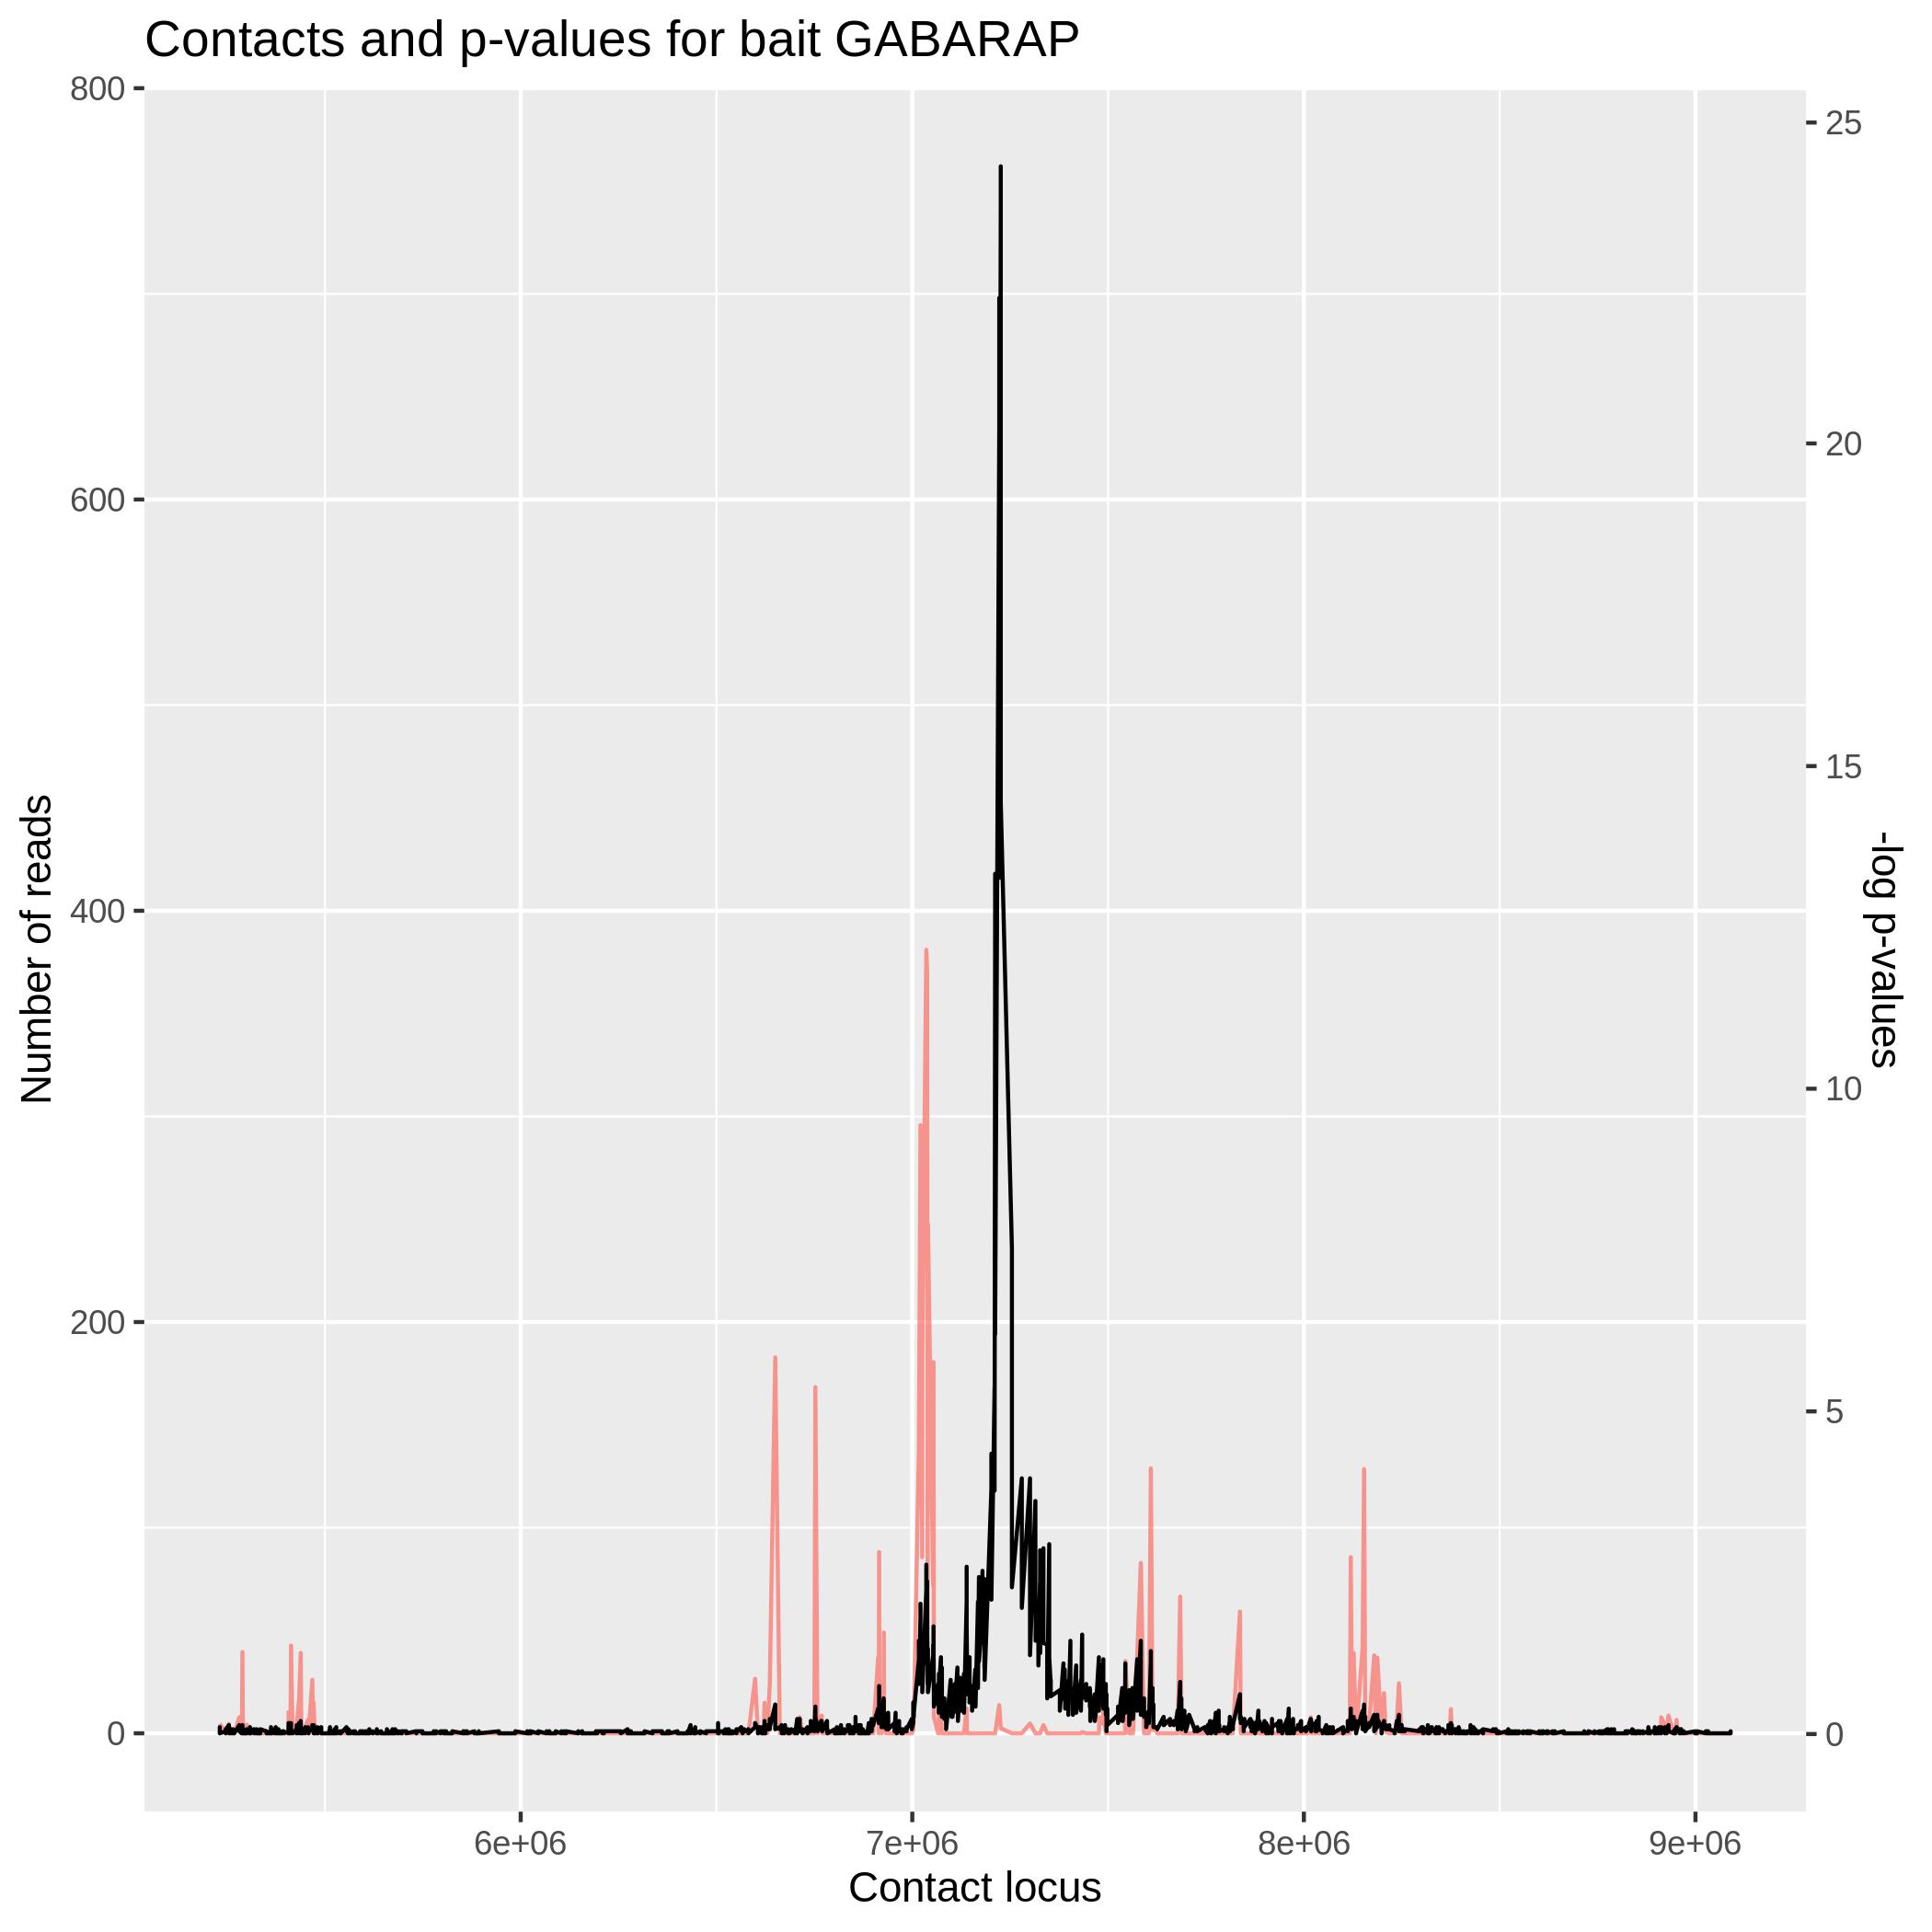 Contacts and p-values for bait GABARAP
800
600
400
200
0
Number of reads
25
20
15
10
5
0
-log p-values
6e+06
7e+06
8e+06
9e+06
Contact locus